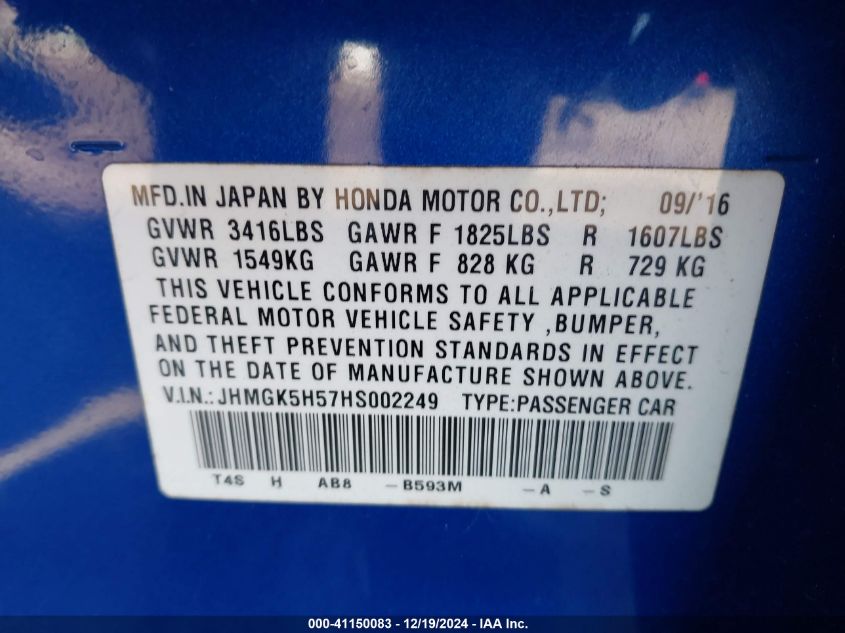 MFD.IN JAPAN BY HONDA MOTOR CO.,LTD; 09/'16
GVWR 3416LBS GAWR F 1825LBS R 1607LBS
GVWR 1549KG GAWR F 828 KG R 729 KG
THIS VEHICLE CONFORMS TO ALL APPLICABLE
FEDERAL MOTOR VEHICLE SAFETY ,BUMPER,
AND THEFT PREVENTION STANDARDS IN EFFECT
ON THE DATE OF MANUFACTURE SHOWN ABOVE.
V.I.N.:JHMGK5H57HS002249 TYPE:PASSENGER CAR
T4S H AB8 -B593M -A -S
000-41150083 - 12/19/2024 - IAA Inc.